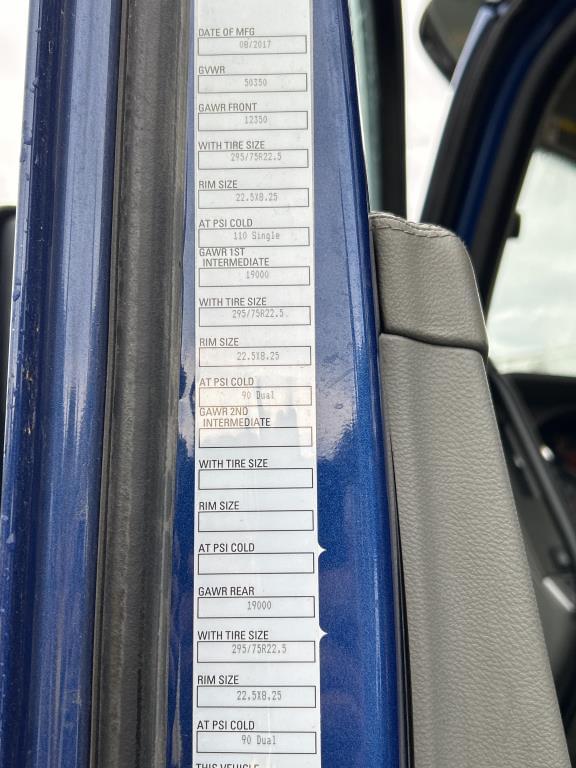 DATE OF MFG
08/2017
GVWR
50350
GAWR FRONT
12350
WITH TIRE SIZE
295/75R22.5
RIM SIZE
22.5X8.25
AT PSI COLD
110 Single
GAWR 1ST
INTERMEDIATE
19000
WITH TIRE SIZE
295/75R22.5
RIM SIZE
22.5X8.25
AT PSI COLD
90 Dual
GAWR 2ND
INTERMEDIATE
WITH TIRE SIZE
RIM SIZE
AT PSI COLD
GAWR REAR
19000
WITH TIRE SIZE
295/75R22.5
RIM SIZE
22.5X8.25
AT PSI COLD
90 Dual
THIS VEHICLE